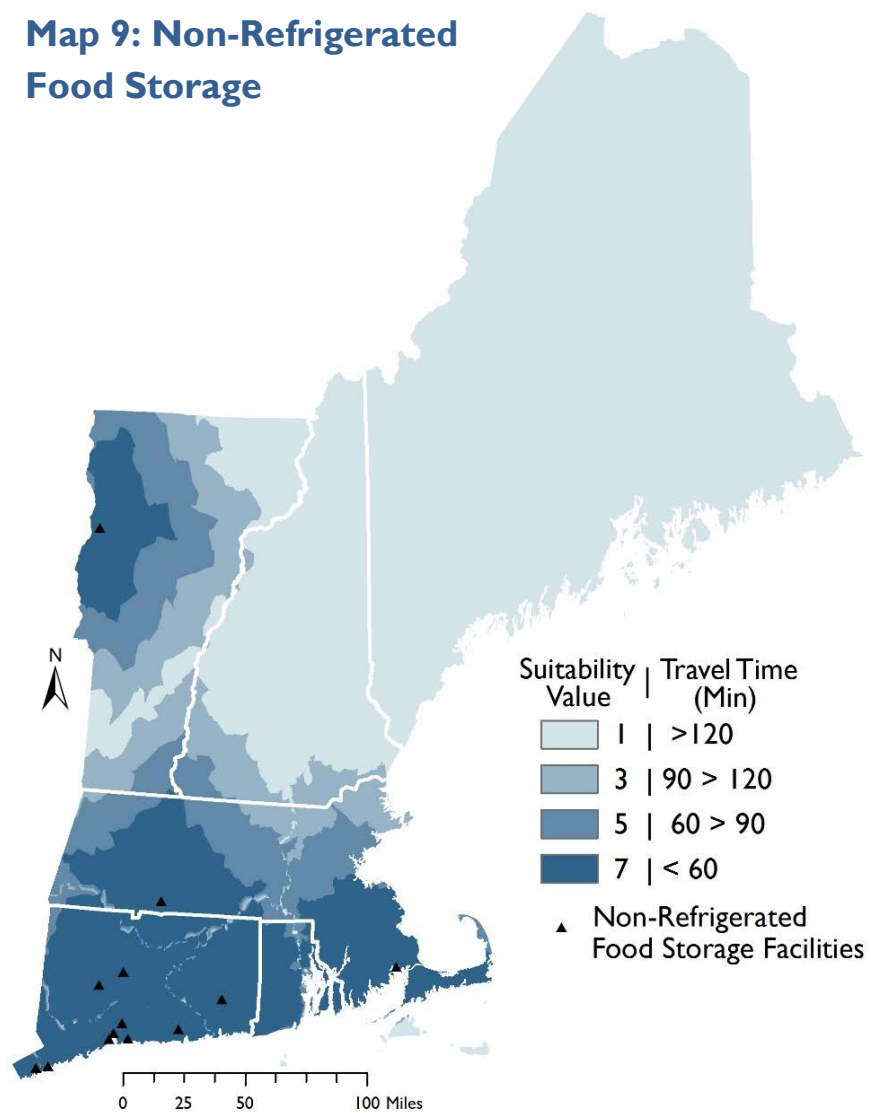 Map 9: Non-Refrigerated
Food Storage
N
Suitability Value | Travel Time (Min)
1 | >120
3 | 90 > 120
5 | 60 > 90
7 | < 60
Non-Refrigerated
Food Storage Facilities
0 25 50 100 Miles